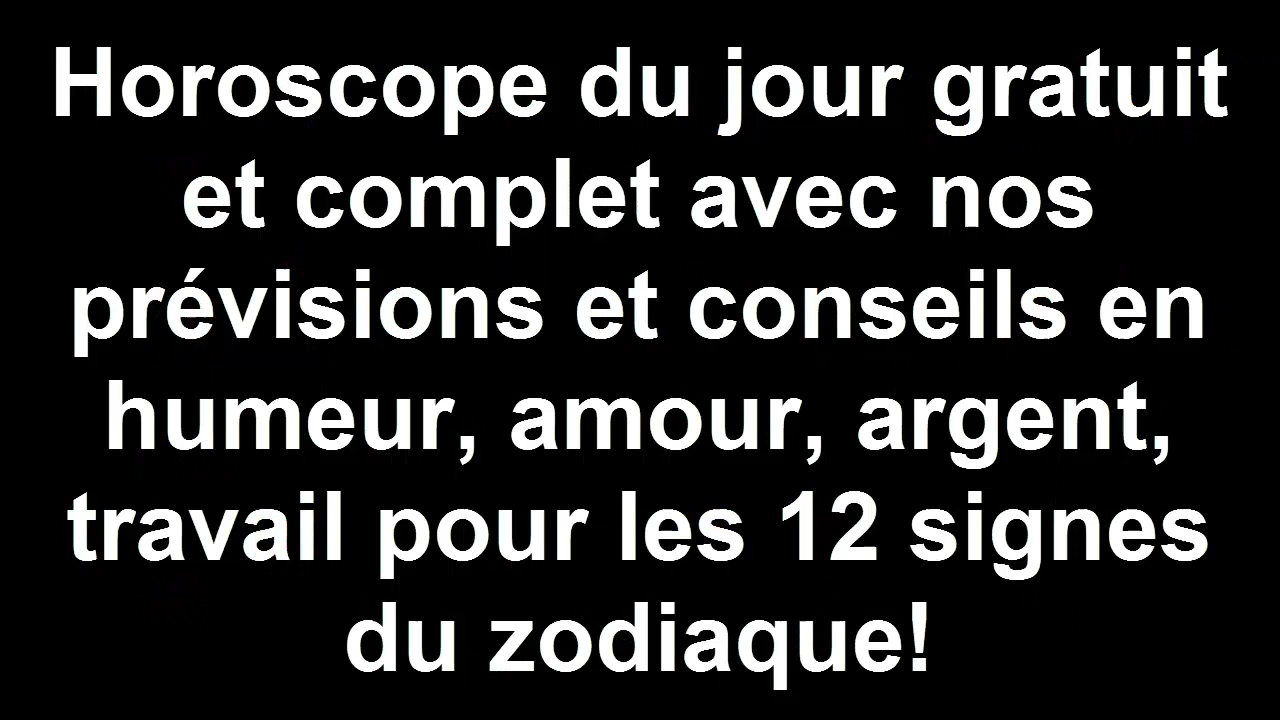 Horoscope du jour gratuit
et complet avec nos
prévisions et conseils en
humeur, amour, argent,
travail pour les 12 signes
du zodiaque!